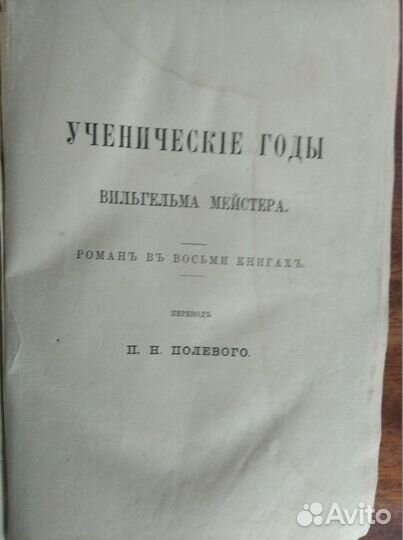 УЧЕНИЧЕСКІЕ ГОДЫ
ВИЛЬГЕЛЬМА МЕЙСТЕРА.
РОМАНЪ ВЪ ВОСЬМИ КНИГАХЪ.
ПЕРЕВОДЪ
П. Н. ПОЛЕВОГО.
Avito